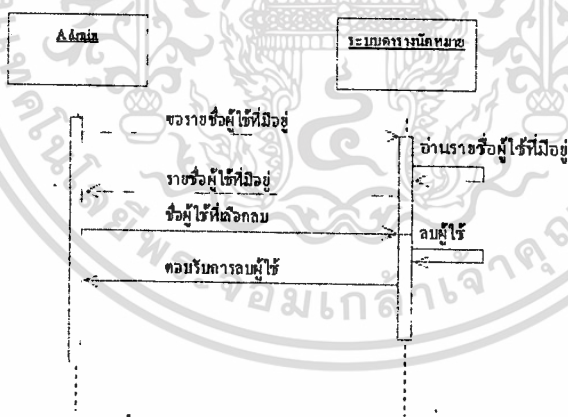 Admin
ระบบตารางนัดหมาย
ขอรายชื่อผู้ใช้ที่มีอยู่
อ่านรายชื่อผู้ใช้ที่มีอยู่
รายชื่อผู้ใช้ที่มีอยู่
ชื่อผู้ใช้ที่เลือกลบ
ลบผู้ใช้
ตอบรับการลบผู้ใช้